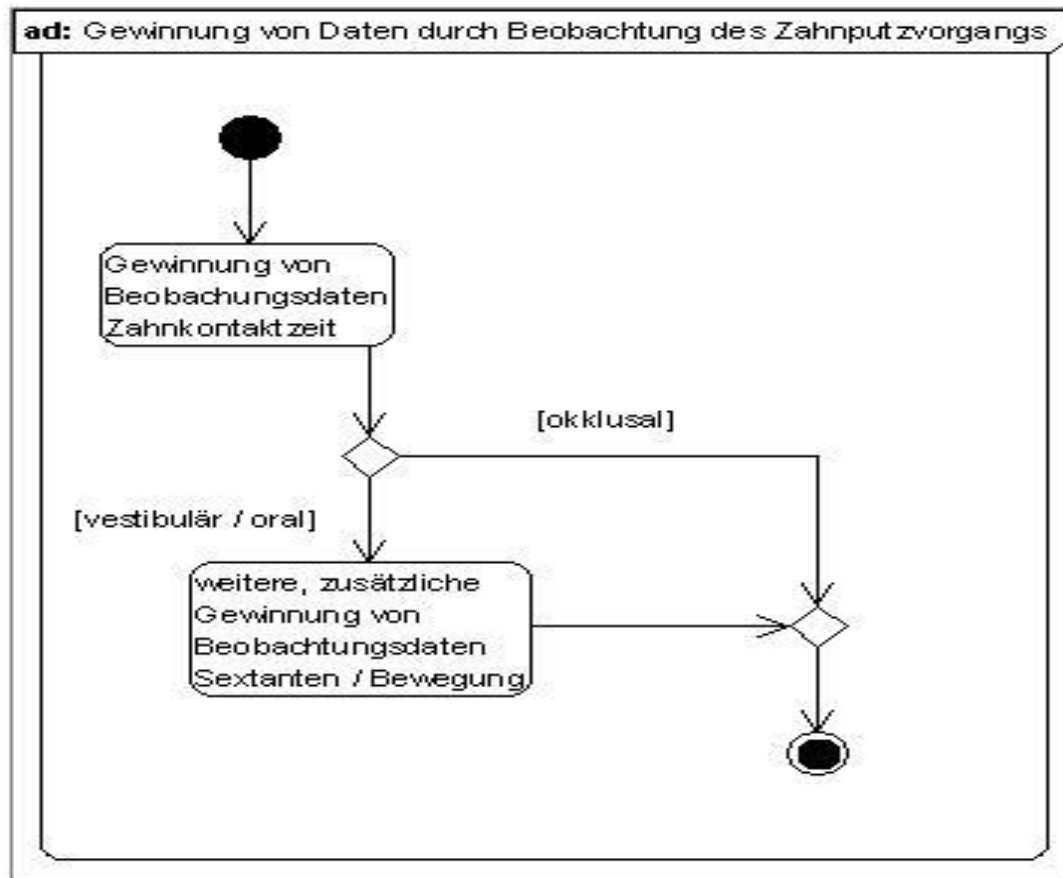 ad: Gewinnung von Daten durch Beobachtung des Zahnputzvorgangs
Gewinnung von
Beobachungsdaten
Zahnkontaktzeit
[okklusal]
[vestibulär / oral]
weitere, zusätzliche
Gewinnung von
Beobachtungsdaten
Sextanten / Bewegung